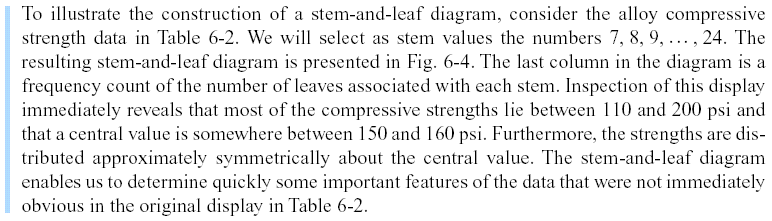 To illustrate the construction of a stem-and-leaf diagram, consider the alloy compressive
strength data in Table 6-2. We will select as stem values the numbers 7, 8, 9, ... , 24. The
resulting stem-and-leaf diagram is presented in Fig. 6-4. The last column in the diagram is a
frequency count of the number of leaves associated with each stem. Inspection of this display
immediately reveals that most of the compressive strengths lie between 110 and 200 psi and
that a central value is somewhere between 150 and 160 psi. Furthermore, the strengths are dis-
tributed approximately symmetrically about the central value. The stem-and-leaf diagram
enables us to determine quickly some important features of the data that were not immediately
obvious in the original display in Table 6-2.